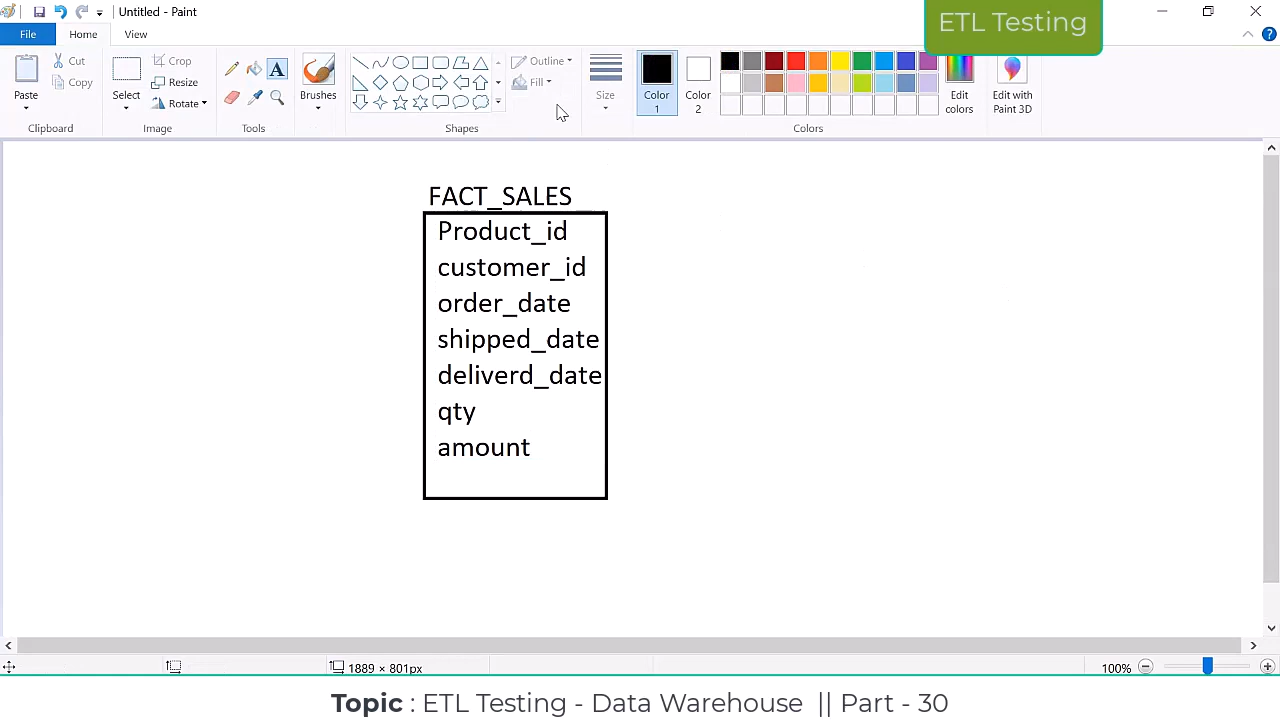 Untitled - Paint
ETL Testing
File
Home
View
Paste
Cut
Copy
Clipboard
Select
Crop
Resize
Rotate
Image
A
Tools
Brushes
Shapes
Outline
Fill
Size
Color 1
Color 2
Colors
Edit colors
Edit with Paint 3D
FACT_SALES
Product_id
customer_id
order_date
shipped_date
deliverd_date
qty
amount
1889 × 801px
100%
Topic : ETL Testing - Data Warehouse || Part - 30